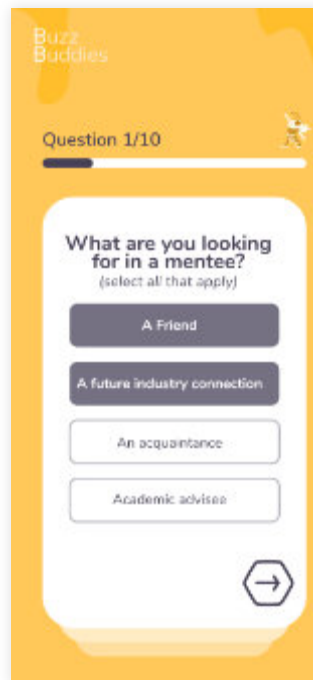 Buzz
Buddies
Question 1/10
What are you looking
for in a mentee?
(select all that apply)
A Friend
A future industry connection
An acquaintance
Academic advisee